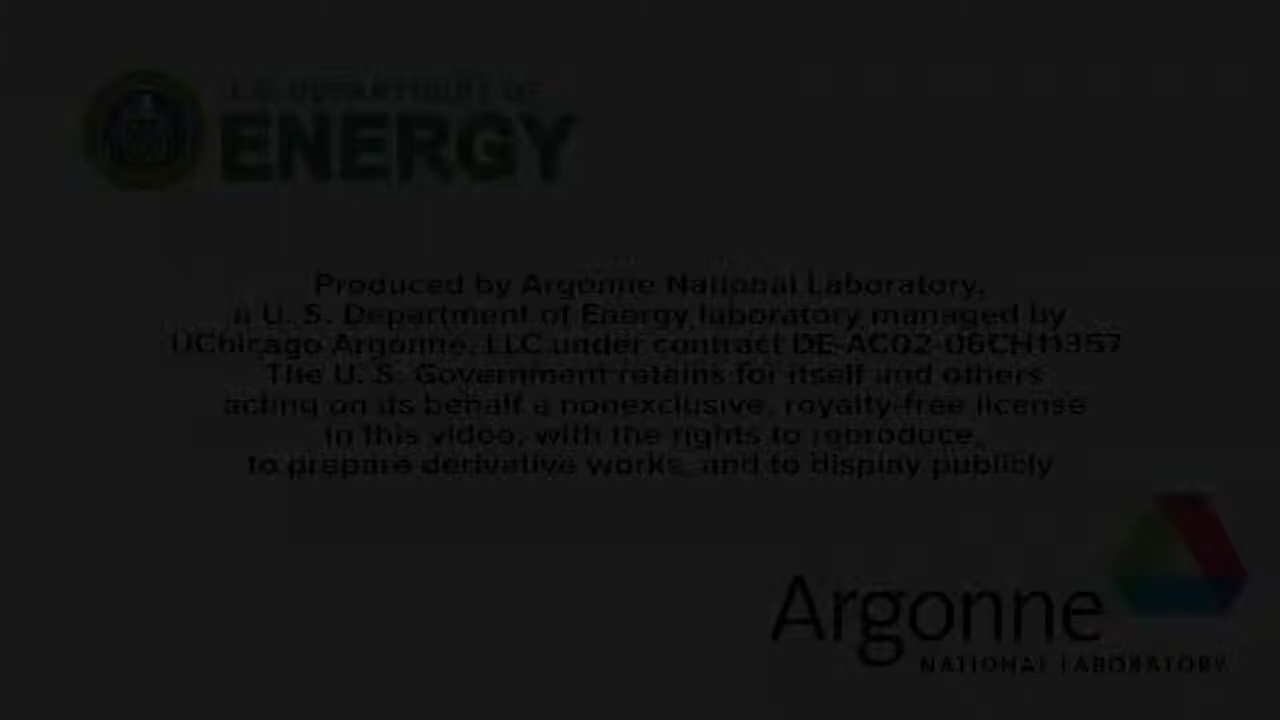 U.S. DEPARTMENT OF
ENERGY
Produced by Argonne National Laboratory,
a U. S. Department of Energy laboratory managed by
UChicago Argonne, LLC under contract DE-AC02-06CH11357
The U. S. Government retains for itself and others
acting on its behalf a nonexclusive, royalty-free license
in this video, with the rights to reproduce,
to prepare derivative works, and to display publicly
Argonne
NATIONAL LABORATORY